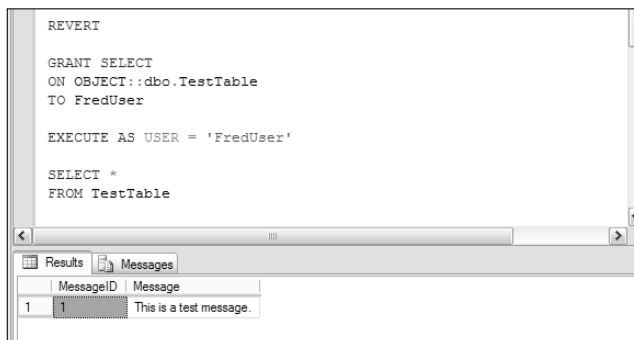 REVERT
GRANT SELECT
ON OBJECT::dbo.TestTable
TO FredUser
EXECUTE AS USER = 'FredUser'
SELECT *
FROM TestTable
Results Messages
MessageID Message
1 1 This is a test message.